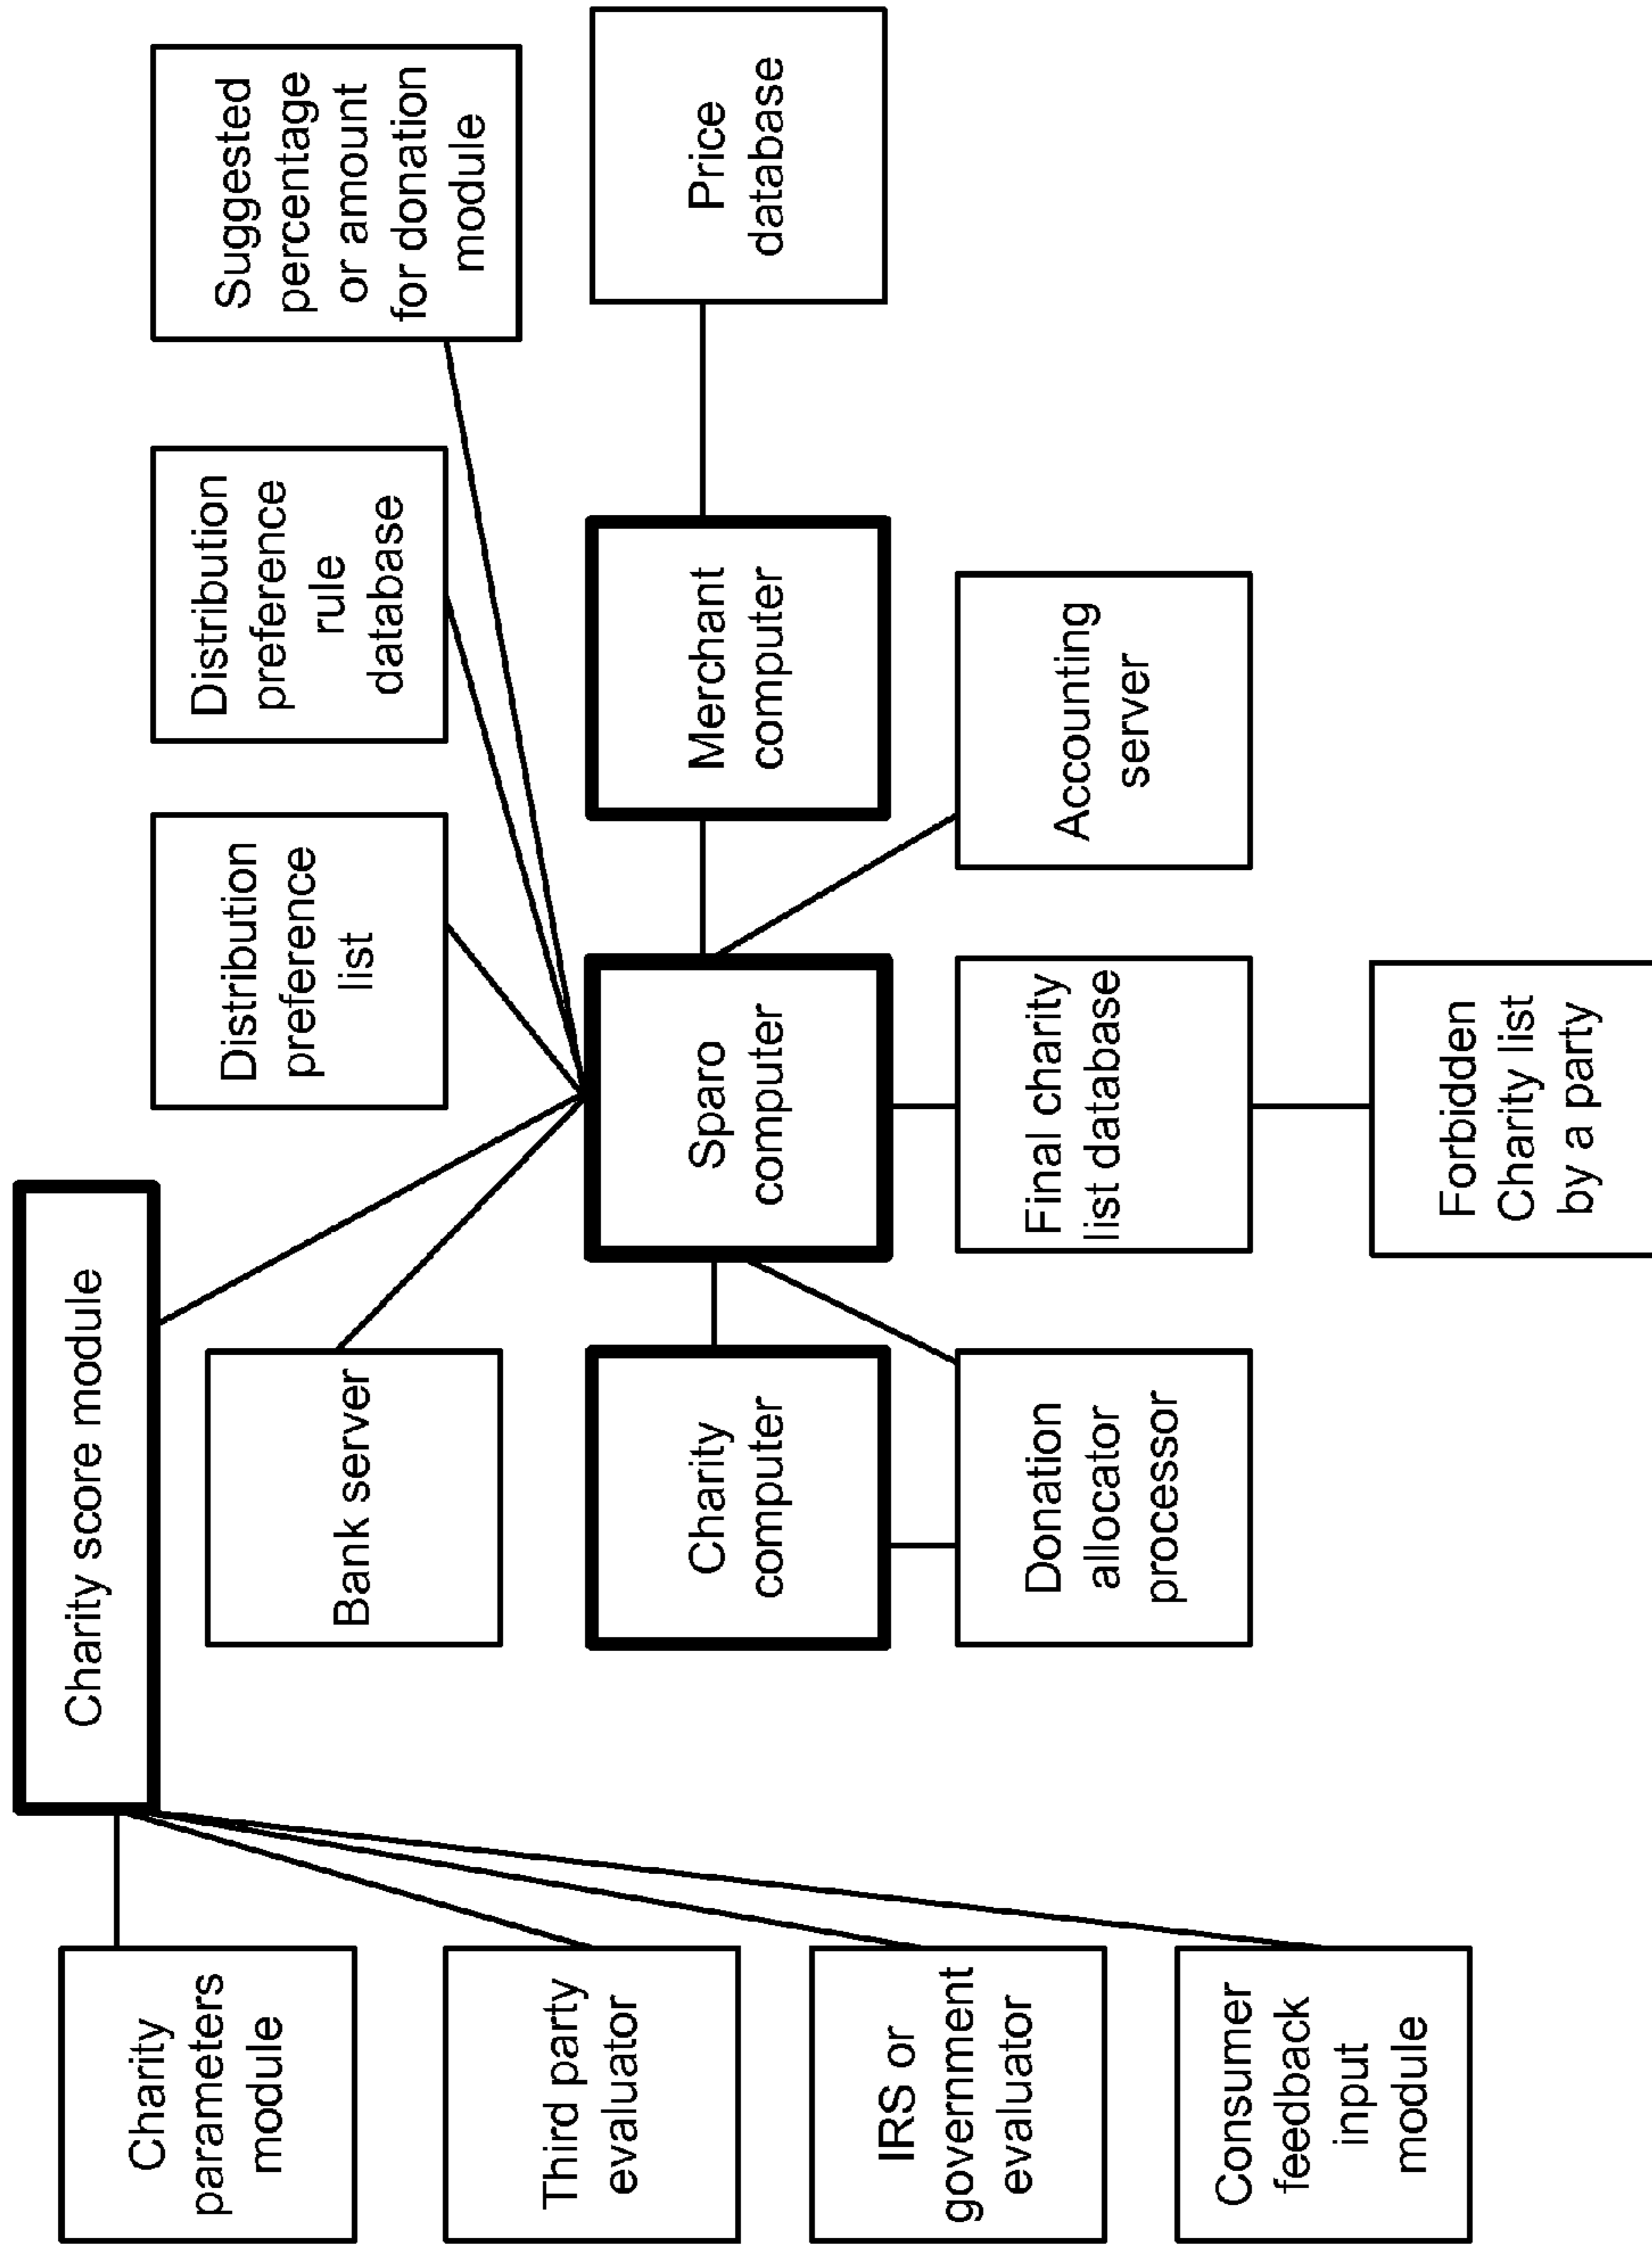 Charity score module
Charity
parameters
module
Third party
evaluator
IRS or
government
evaluator
Consumer
feedback
input
module
Bank server
Distribution
preference
list
Distribution
preference
rule
database
Suggested
percentage
or amount
for donation
module
Charity
computer
Sparo
computer
Merchant
computer
Price
database
Donation
allocator
processor
Final charity
list database
Accounting
server
Forbidden
Charity list
by a party